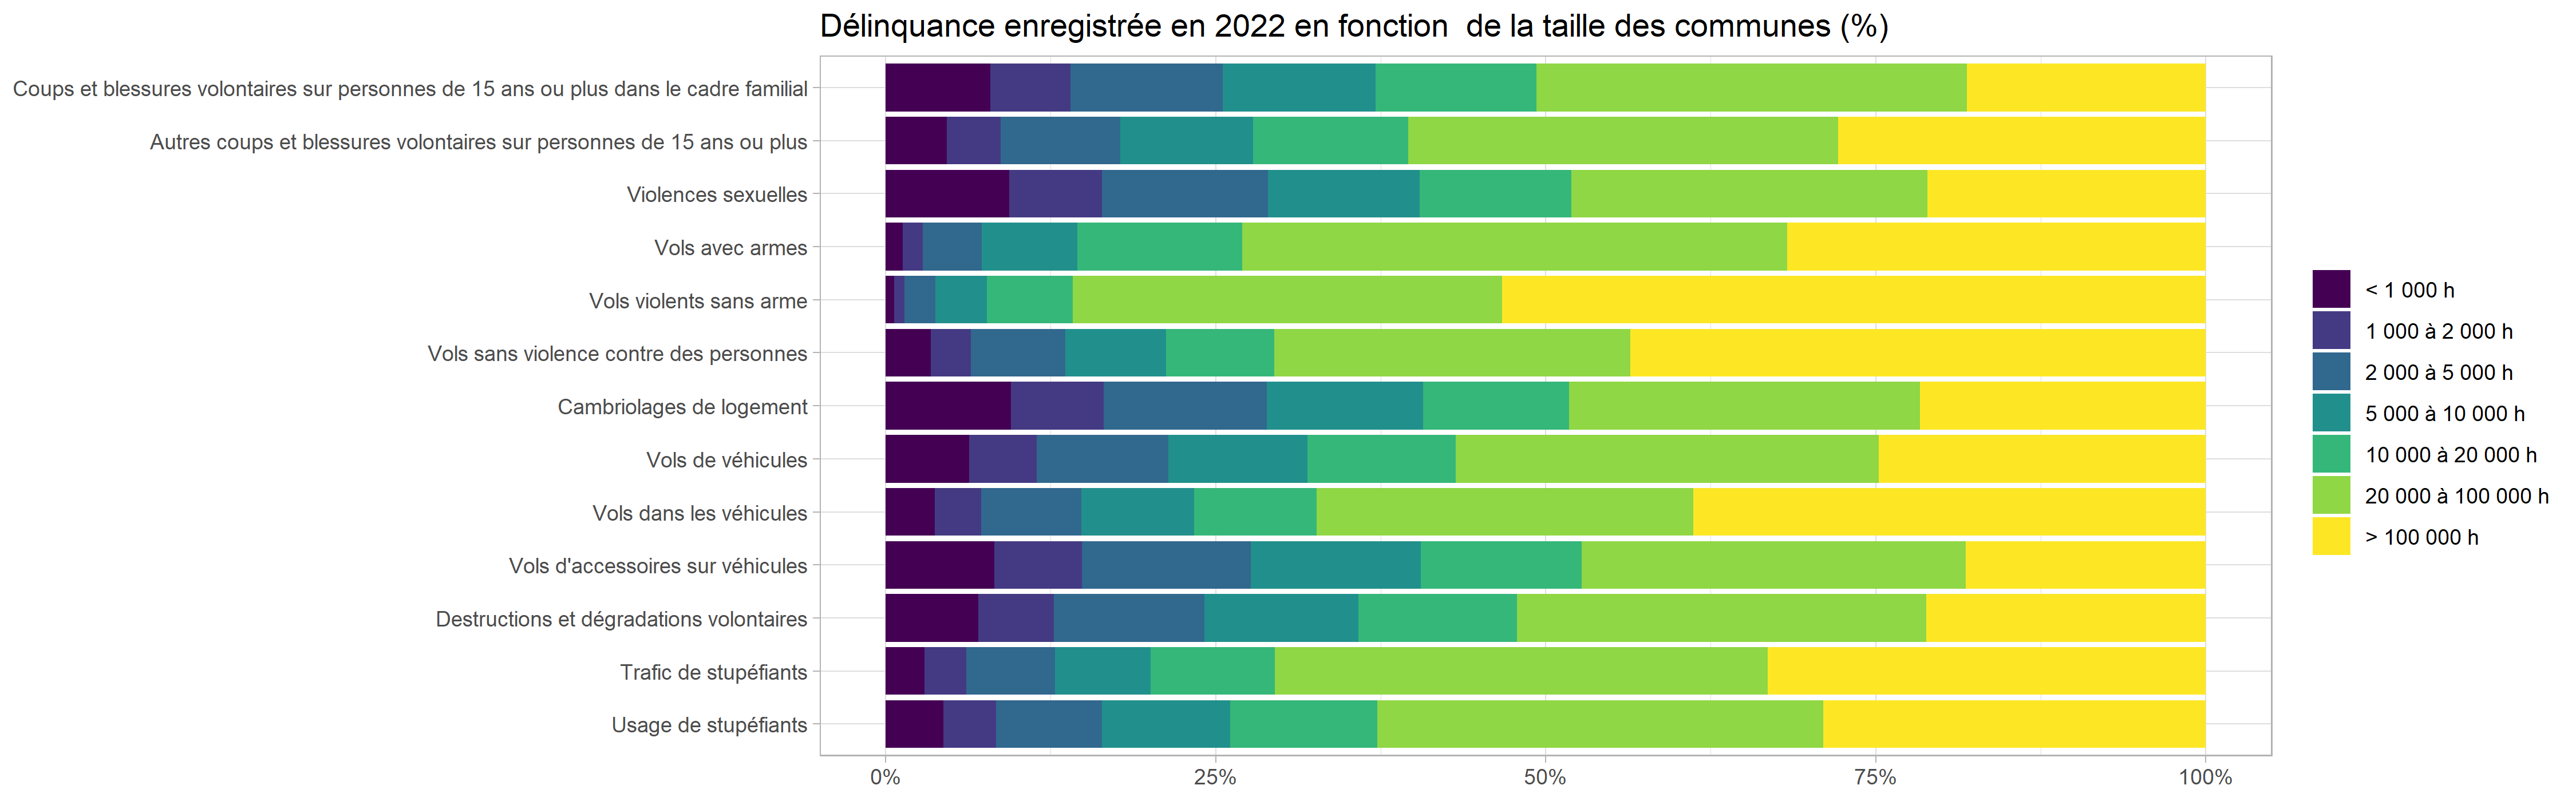 Délinquance enregistrée en 2022 en fonction  de la taille des communes (%)
Coups et blessures volontaires sur personnes de 15 ans ou plus dans le cadre familial
Autres coups et blessures volontaires sur personnes de 15 ans ou plus
Violences sexuelles
Vols avec armes
Vols violents sans arme
Vols sans violence contre des personnes
Cambriolages de logement
Vols de véhicules
Vols dans les véhicules
Vols d'accessoires sur véhicules
Destructions et dégradations volontaires
Trafic de stupéfiants
Usage de stupéfiants
0%
25%
50%
75%
100%
< 1 000 h
1 000 à 2 000 h
2 000 à 5 000 h
5 000 à 10 000 h
10 000 à 20 000 h
20 000 à 100 000 h
> 100 000 h